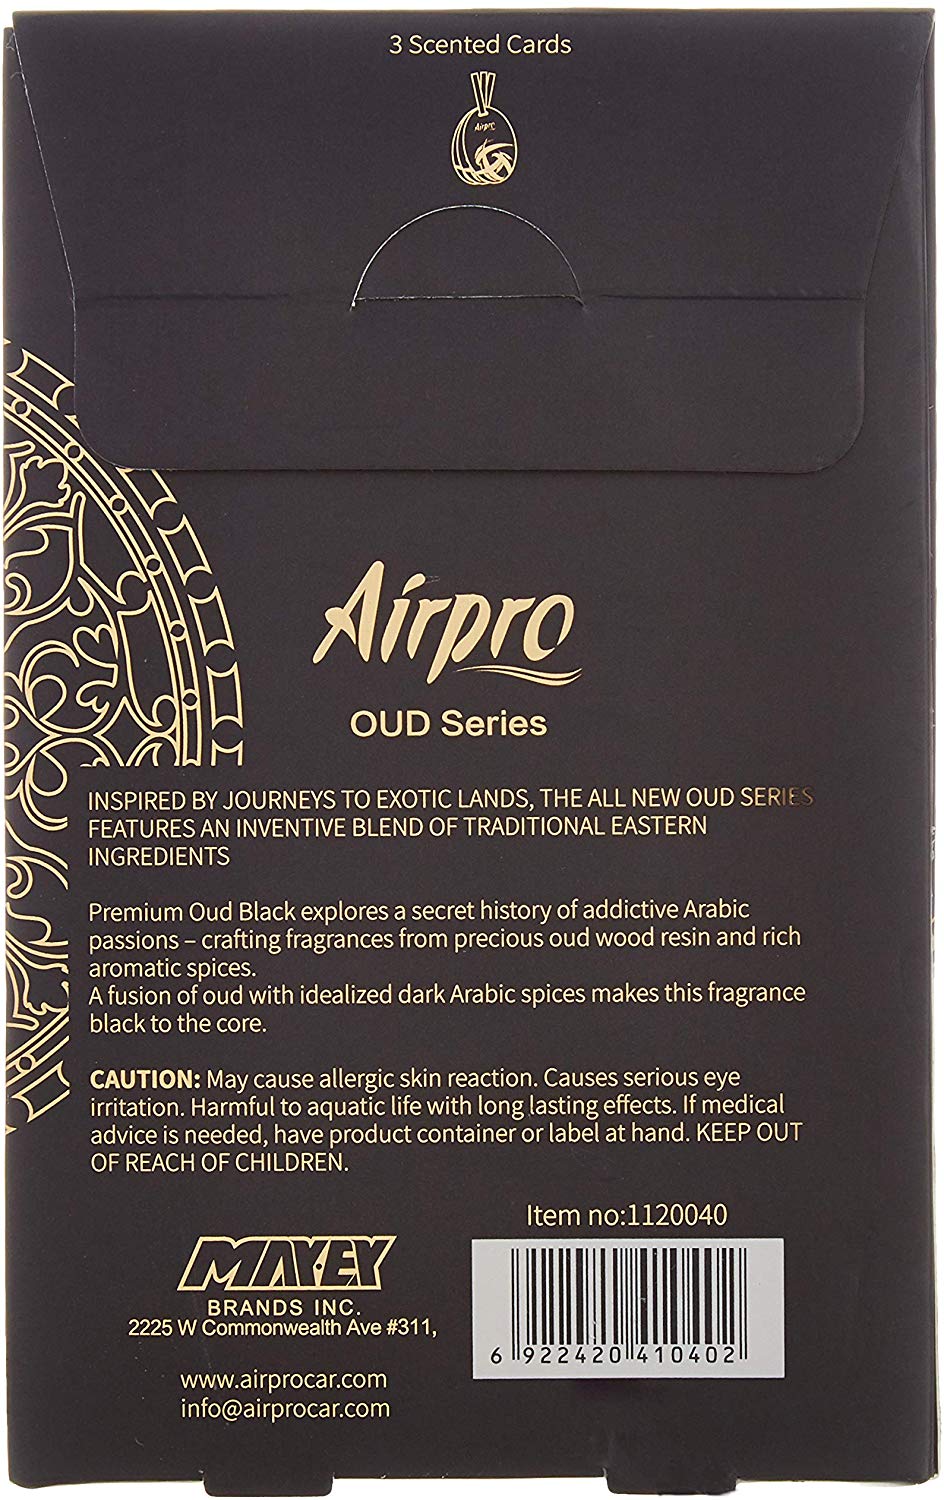 3 Scented Cards
Airpro
Airpro
OUD Series
INSPIRED BY JOURNEYS TO EXOTIC LANDS, THE ALL NEW OUD SERIES
FEATURES AN INVENTIVE BLEND OF TRADITIONAL EASTERN
INGREDIENTS
Premium Oud Black explores a secret history of addictive Arabic
passions – crafting fragrances from precious oud wood resin and rich
aromatic spices.
A fusion of oud with idealized dark Arabic spices makes this fragrance
black to the core.
CAUTION: May cause allergic skin reaction. Causes serious eye
irritation. Harmful to aquatic life with long lasting effects. If medical
advice is needed, have product container or label at hand. KEEP OUT
OF REACH OF CHILDREN.
Item no:1120040
MAXEY
BRANDS INC.
2225 W Commonwealth Ave #311,
6 922420 410402
www.airprocar.com
info@airprocar.com